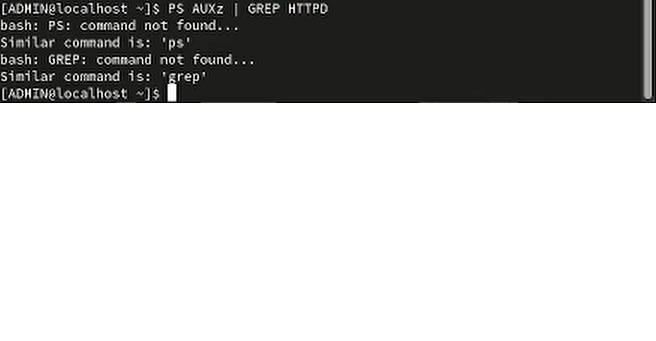 [ADMIN@localhost ~]$ PS AUXz | GREP HTTPD
bash: PS: command not found...
Similar command is: 'ps'
bash: GREP: command not found...
Similar command is: 'grep'
[ADMIN@localhost ~]$